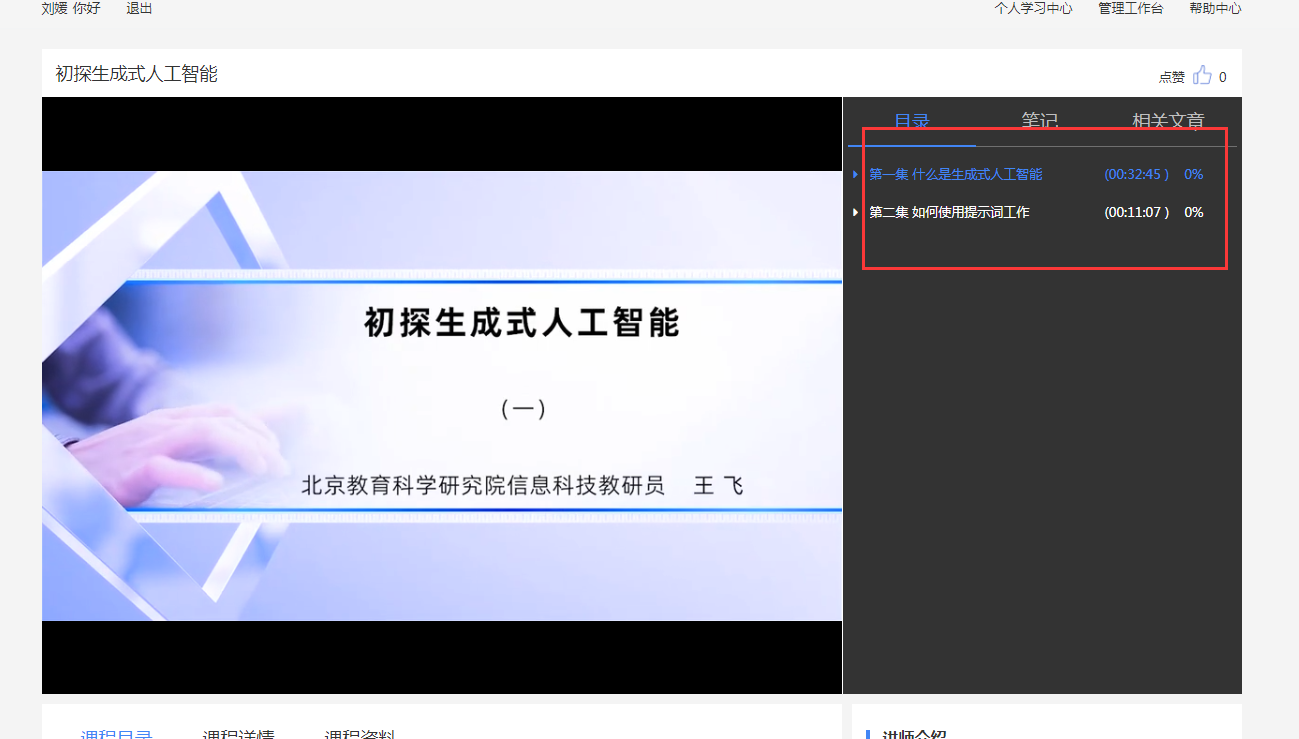 刘媛 你好 退出 个人学习中心 管理工作台 帮助中心
初探生成式人工智能
点赞 0
目录 笔记 相关文章
第一集 什么是生成式人工智能 (00:32:45 ) 0%
第二集 如何使用提示词工作 (00:11:07 ) 0%
初探生成式人工智能
(一)
北京教育科学研究院信息科技教研员 王 飞
课程目录 课程详情 课程资料 讲师介绍